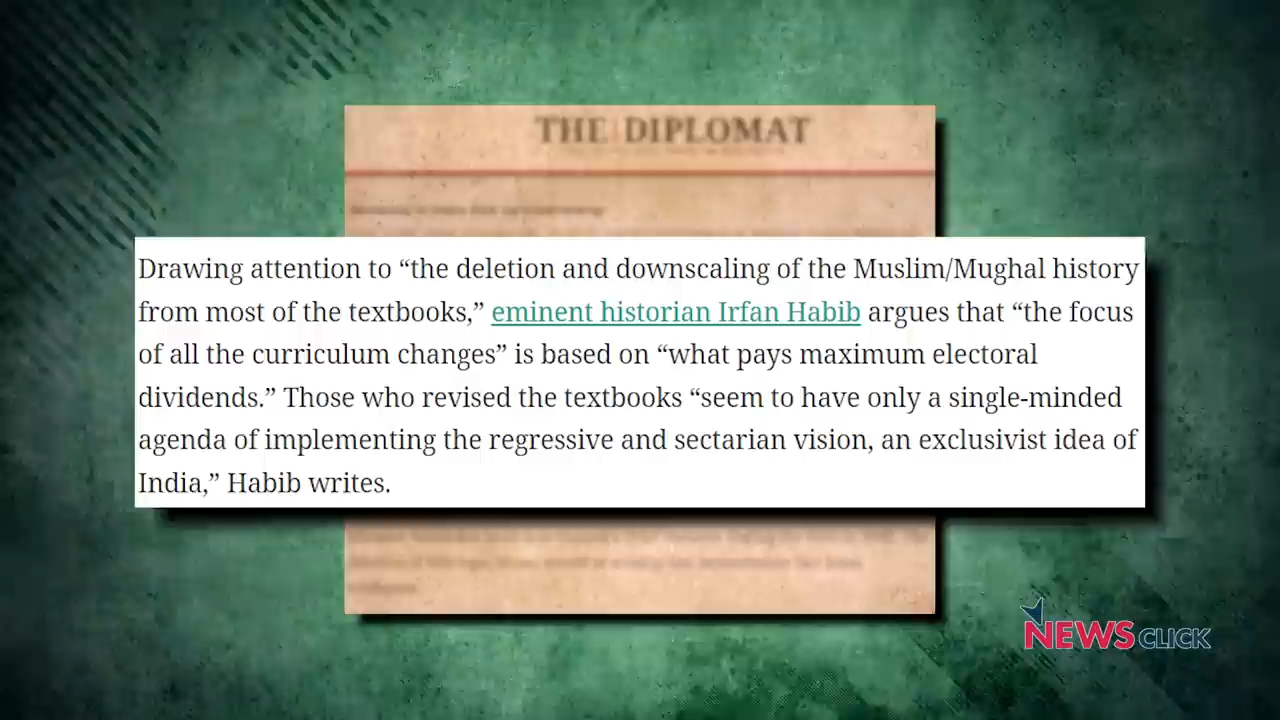 THE DIPLOMAT
Drawing attention to “the deletion and downscaling of the Muslim/Mughal history
from most of the textbooks,” eminent historian Irfan Habib argues that “the focus
of all the curriculum changes” is based on “what pays maximum electoral
dividends.” Those who revised the textbooks “seem to have only a single-minded
agenda of implementing the regressive and sectarian vision, an exclusivist idea of
India,” Habib writes.
NEWSCLICK